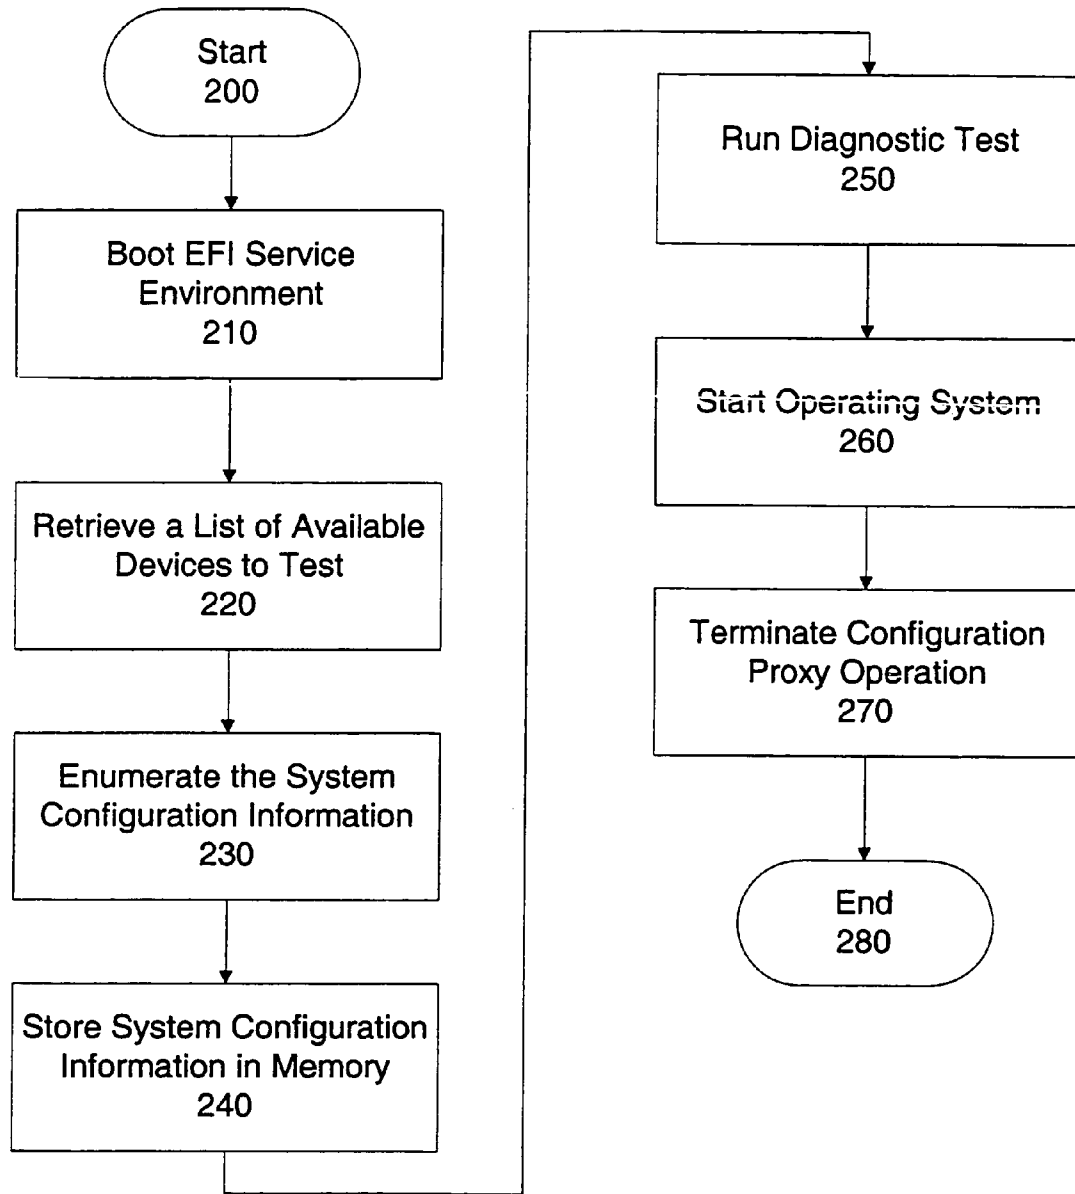 Start
200
Boot EFI Service
Environment
210
Retrieve a List of Available
Devices to Test
220
Enumerate the System
Configuration Information
230
Store System Configuration
Information in Memory
240
Run Diagnostic Test
250
Start Operating System
260
Terminate Configuration
Proxy Operation
270
End
280